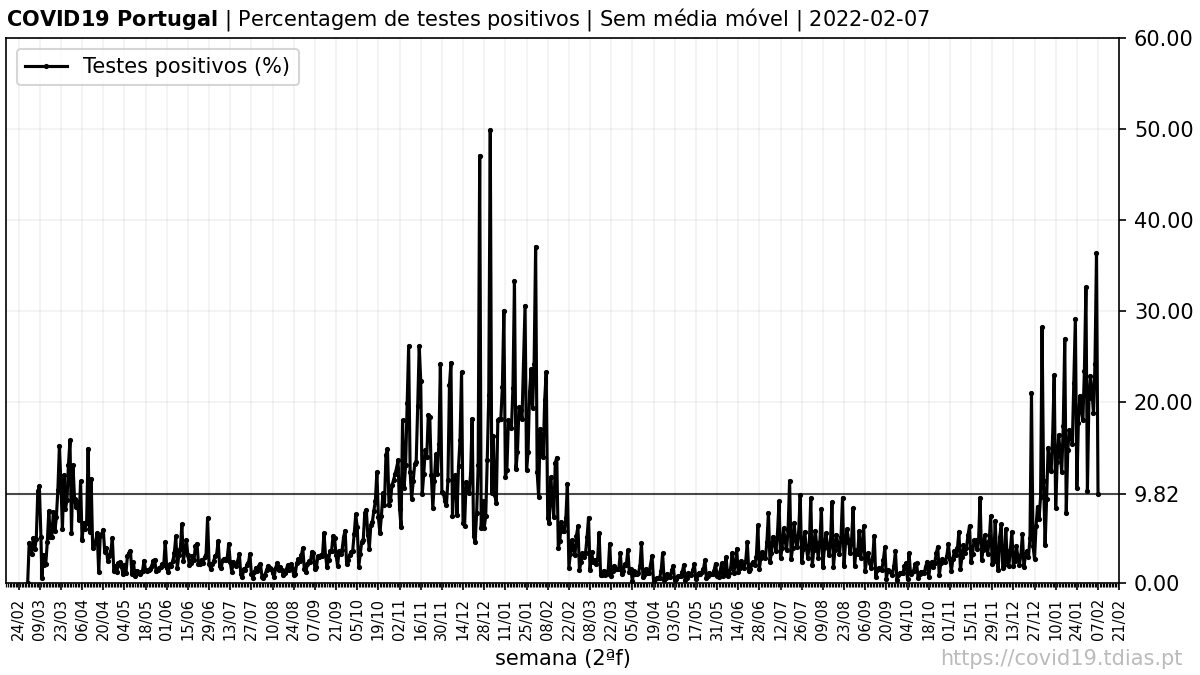 COVID19 Portugal | Percentagem de testes positivos | Sem média móvel | 2022-02-07
Testes positivos (%)
60.00
50.00
40.00
30.00
20.00
9.82
0.00
24/02 09/03 23/03 06/04 20/04 04/05 18/05 01/06 15/06 29/06 13/07 27/07 10/08 24/08 07/09 21/09 05/10 19/10 02/11 16/11 30/11 14/12 28/12 11/01 25/01 08/02 22/02 08/03 22/03 05/04 19/04 03/05 17/05 31/05 14/06 28/06 12/07 26/07 09/08 23/08 06/09 20/09 04/10 18/10 01/11 15/11 29/11 13/12 27/12 10/01 24/01 07/02 21/02
semana (2ªf)
https://covid19.tdias.pt